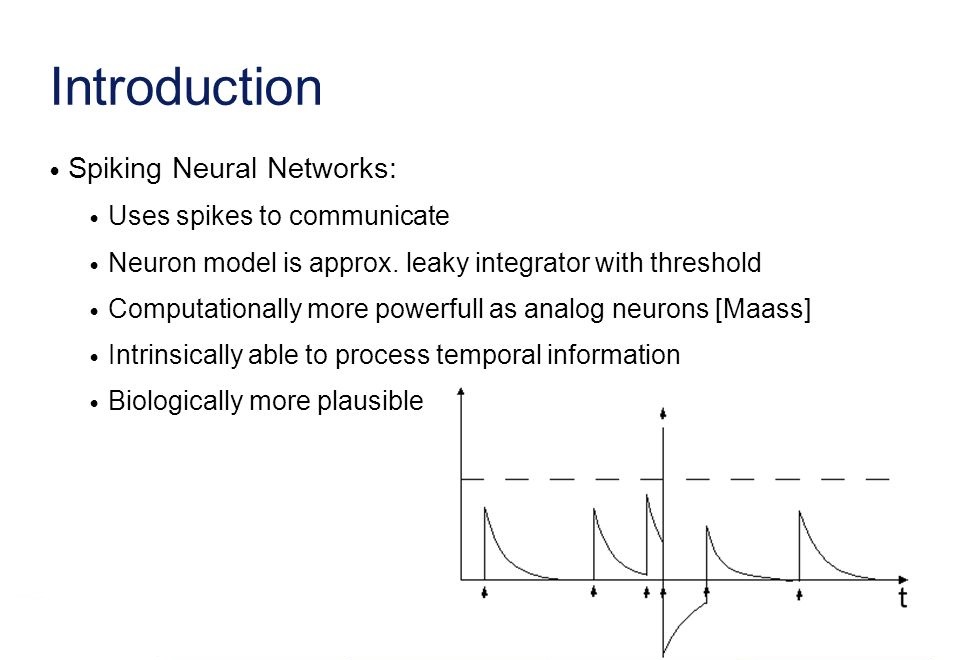 Introduction
• Spiking Neural Networks:
• Uses spikes to communicate
• Neuron model is approx. leaky integrator with threshold
• Computationally more powerfull as analog neurons [Maass]
• Intrinsically able to process temporal information
• Biologically more plausible
t